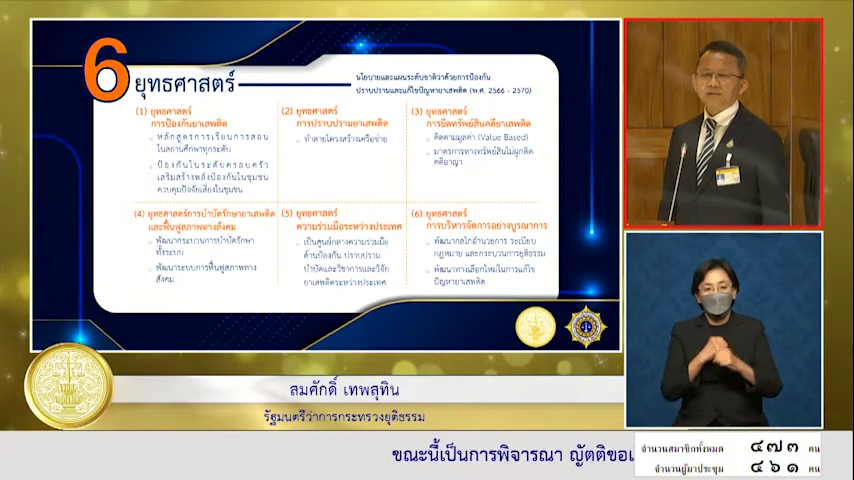 6
ยุทธศาสตร์
นโยบายและแผนระดับชาติว่าด้วยการป้องกัน
ปราบปรามและแก้ไขปัญหายาเสพติด (พ.ศ. 2566 - 2570)
(1) ยุทธศาสตร์
การป้องกันยาเสพติด
หลักสูตรการเรียนการสอน
ในสถานศึกษาทุกระดับ
ป้องกันในระดับครอบครัว
เสริมสร้างพลังป้องกันในชุมชน
ควบคุมปัจจัยเสี่ยงในชุมชน
(2) ยุทธศาสตร์
การปราบปรามยาเสพติด
ทำลายโครงสร้างเครือข่าย
(3) ยุทธศาสตร์
การยึดทรัพย์สินคดียาเสพติด
คิดตามมูลค่า (Value Based)
มาตรการทางทรัพย์สินไม่ผูกติด
คดีอาญา
(4) ยุทธศาสตร์การบำบัดรักษายาเสพติด
และฟื้นฟูสภาพทางสังคม
พัฒนากระบวนการบำบัดรักษา
ทั้งระบบ
พัฒนาระบบการฟื้นฟูสภาพทาง
สังคม
(5) ยุทธศาสตร์
ความร่วมมือระหว่างประเทศ
เป็นศูนย์กลางความร่วมมือ
ด้านป้องกัน ปราบปราม
บำบัดและวิชาการและวิจัย
ยาเสพติดระหว่างประเทศ
(6) ยุทธศาสตร์
การบริหารจัดการอย่างบูรณาการ
พัฒนากลไกอำนวยการ ระเบียบ
กฎหมาย และกระบวนการยุติธรรม
พัฒนาทางเลือกใหม่ในการแก้ไข
ปัญหายาเสพติด
สมศักดิ์ เทพสุทิน
รัฐมนตรีว่าการกระทรวงยุติธรรม
ขณะนี้เป็นการพิจารณา ญัตติขอเ
จำนวนสมาชิกทั้งหมด ๔๗๓ คน
จำนวนผู้มาประชุม ๔๖๑ คน